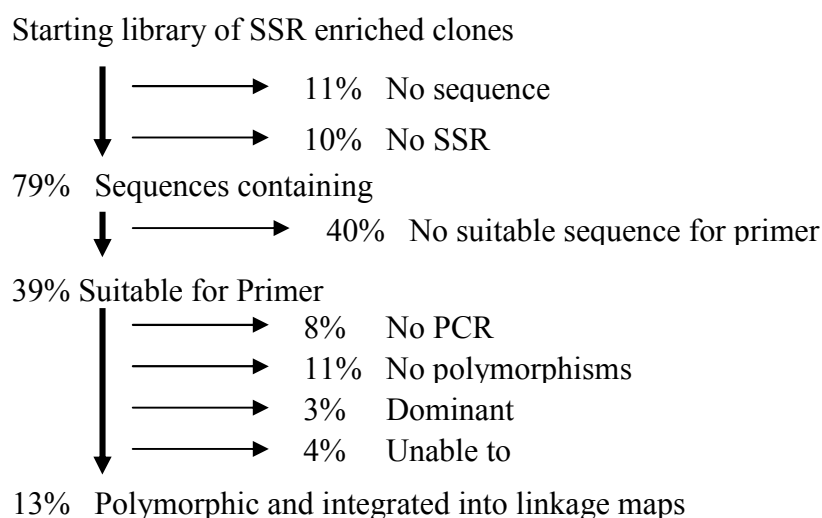 Starting library of SSR enriched clones
11% No sequence
10% No SSR
79% Sequences containing
40% No suitable sequence for primer
39% Suitable for Primer
8% No PCR
11% No polymorphisms
3% Dominant
4% Unable to
13% Polymorphic and integrated into linkage maps